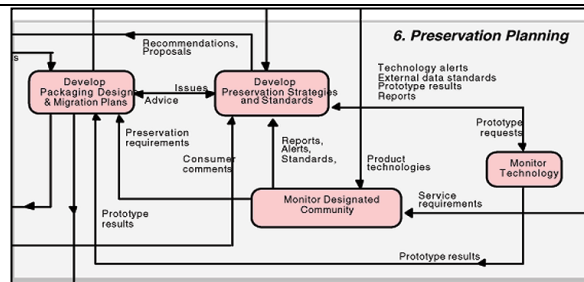 6. Preservation Planning
Recommendations,
Proposals
s
Technology alerts
External data standards
Prototype results
Reports
Develop
Packaging Designs
& Migration Plans
Issues
Advice
Develop
Preservation Strategies
and Standards
Prototype
requests
Preservation
requirements
Consumer
comments
Reports,
Alerts,
Standards,
Product
technologies
Monitor
Technology
Monitor Designated
Community
Service
requirements
Prototype
results
Prototype results